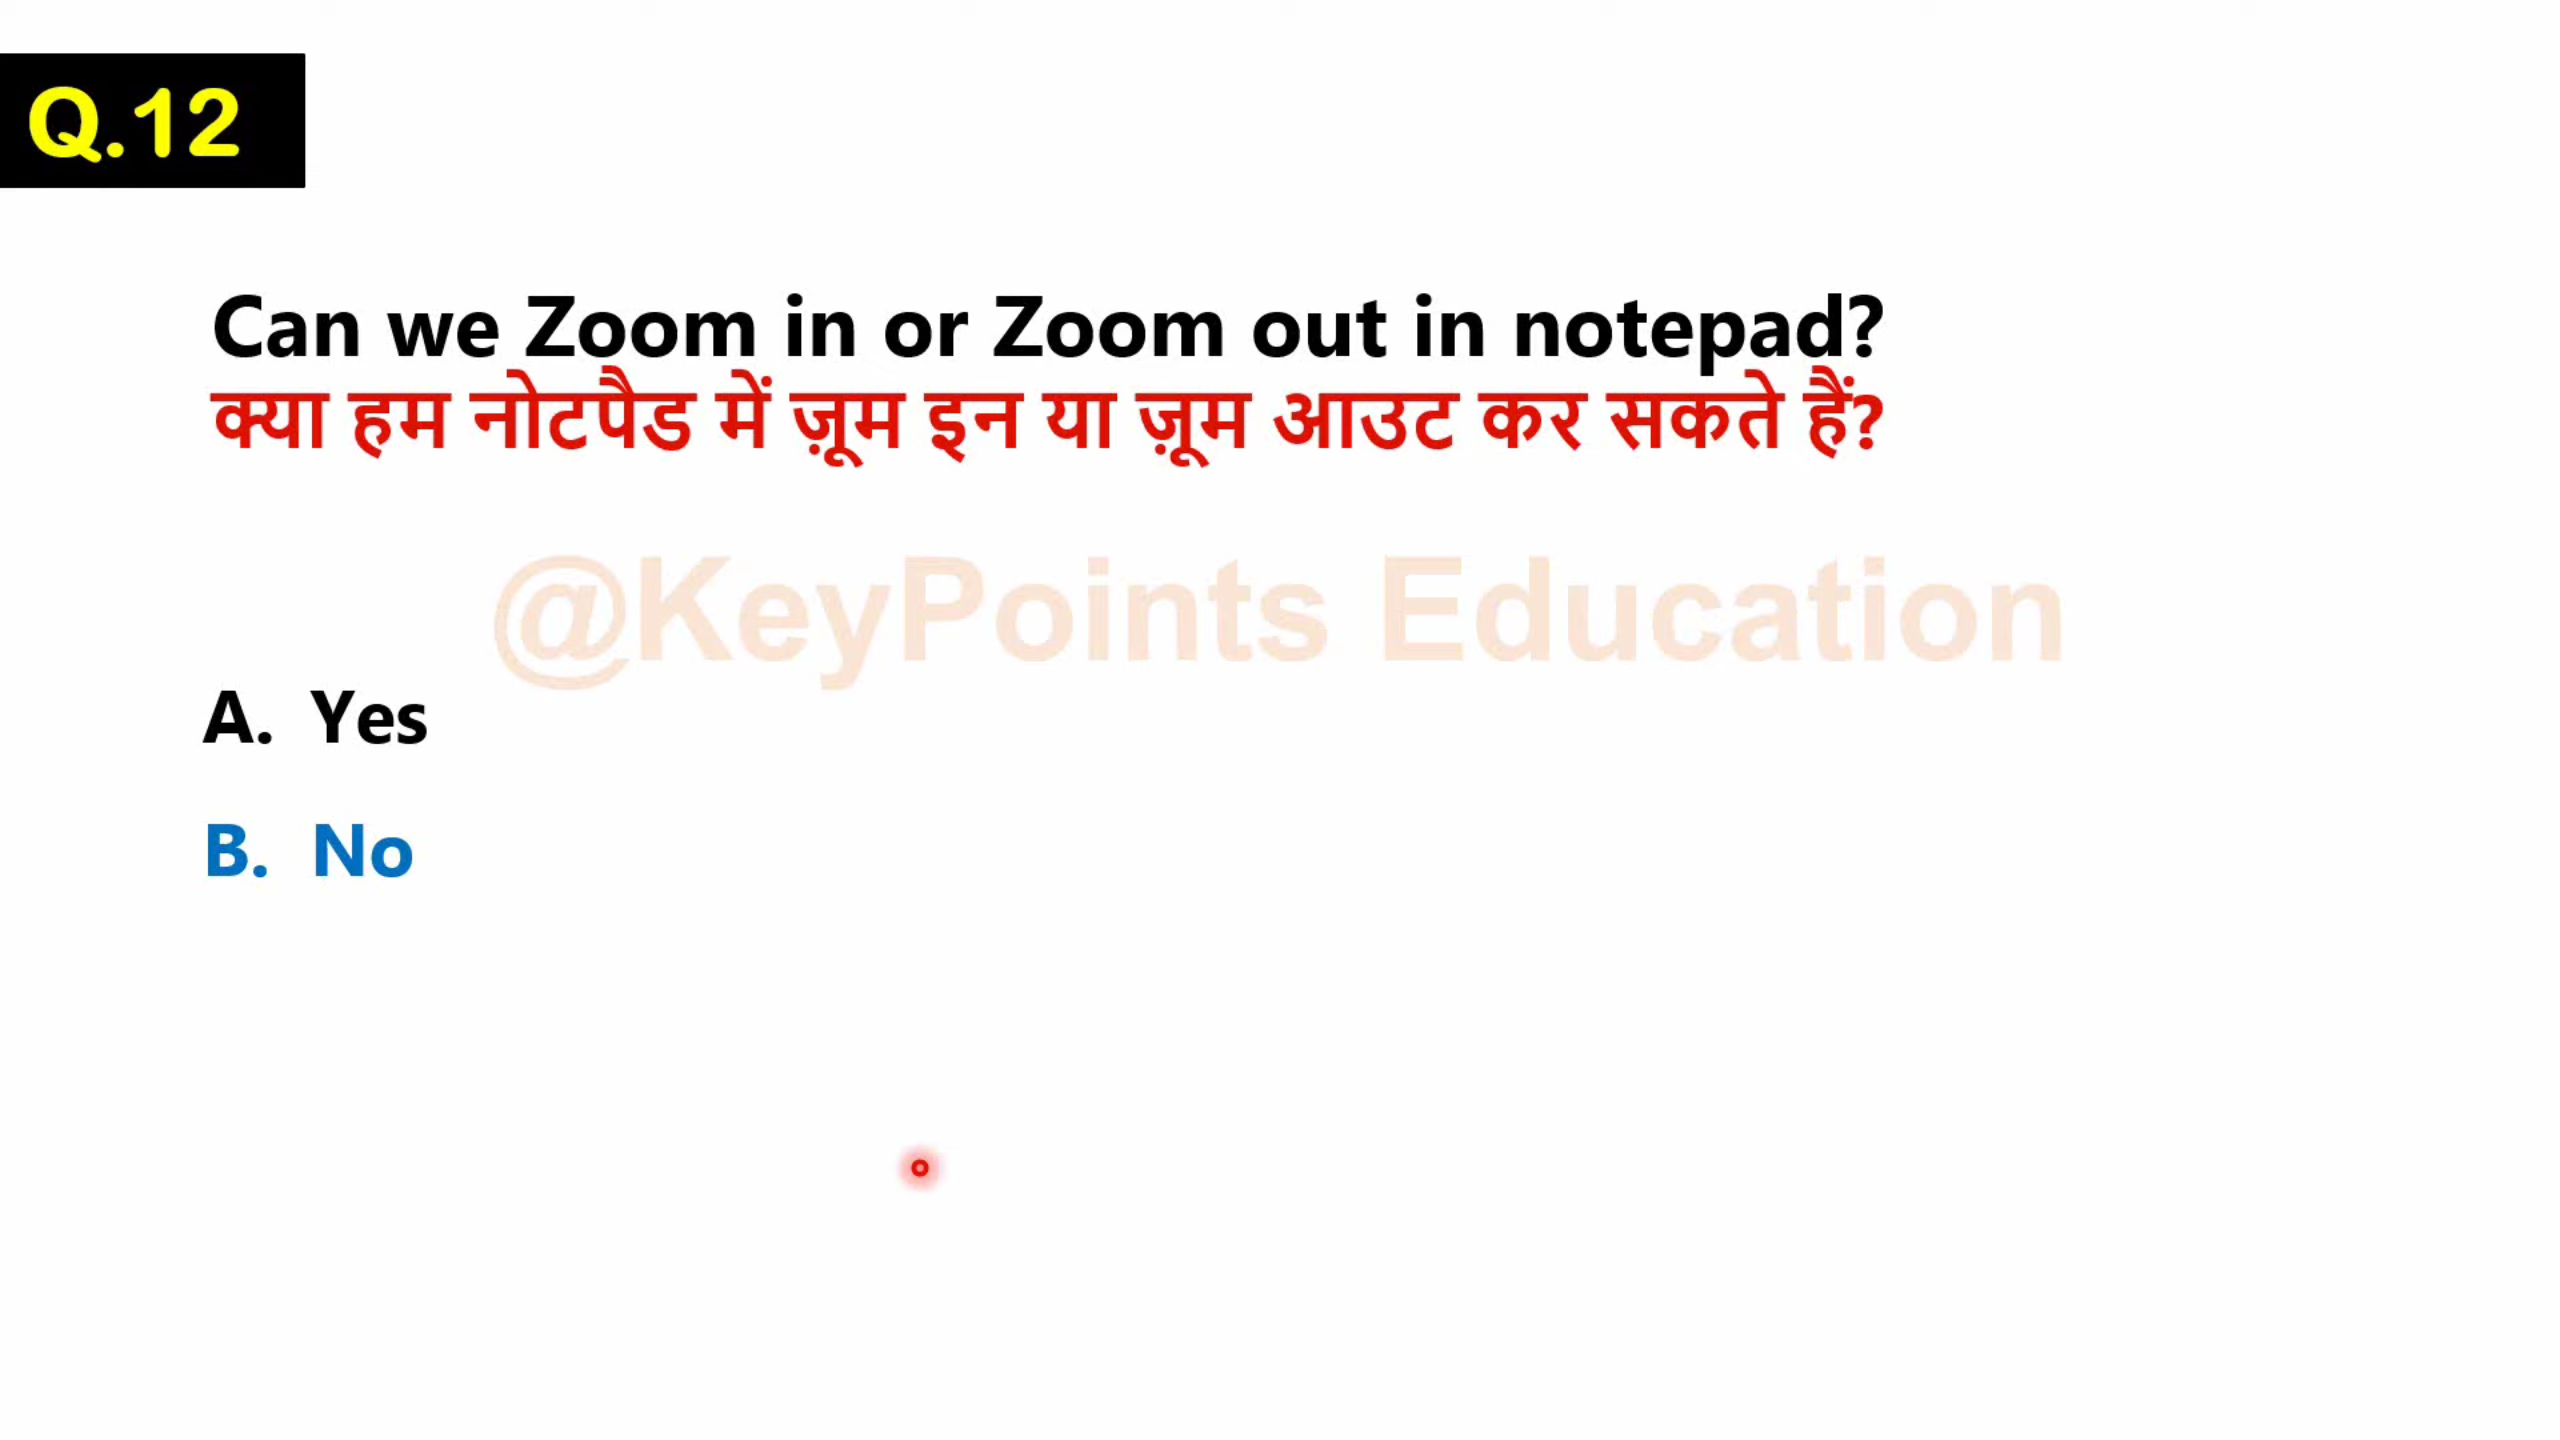 Q.12
Can we Zoom in or Zoom out in notepad?
क्या हम नोटपैड में ज़ूम इन या ज़ूम आउट कर सकते हैं?
@KeyPoints Education
A. Yes
B. No